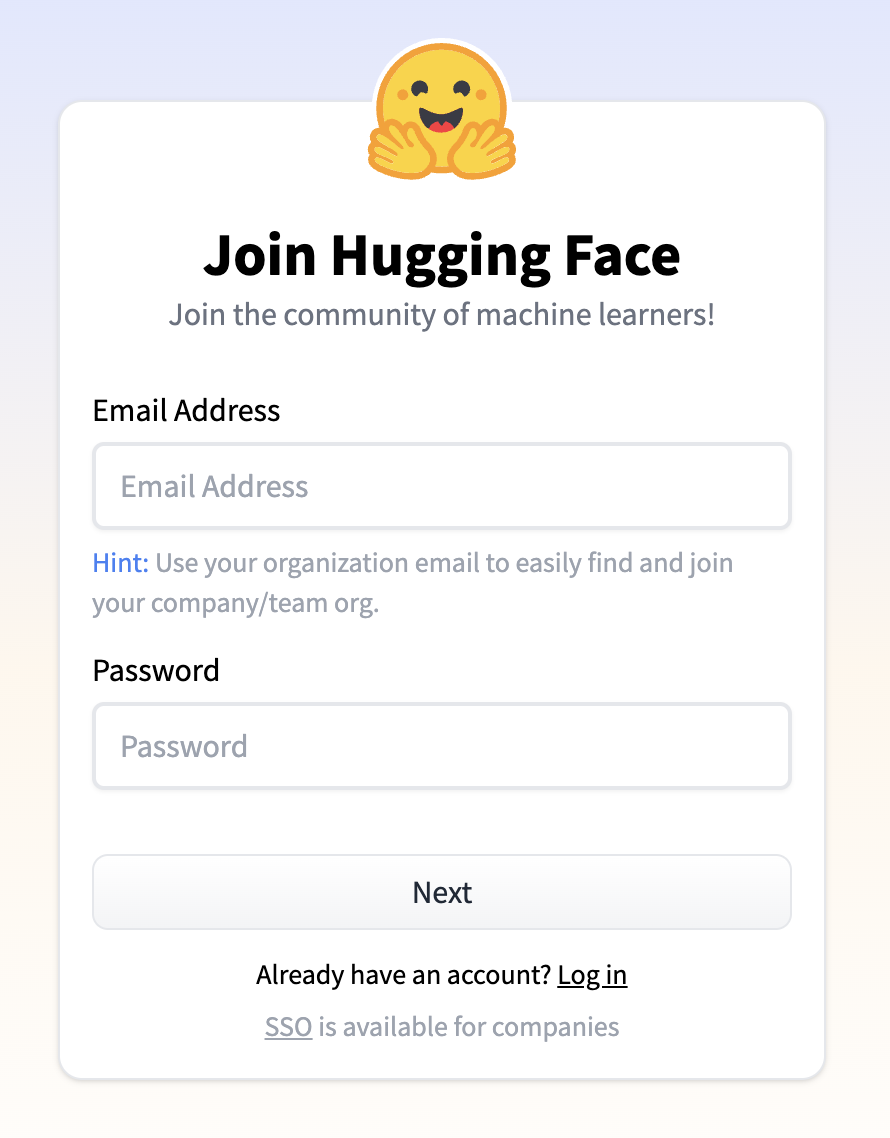 Join Hugging Face
Join the community of machine learners!
Email Address
Email Address
Hint: Use your organization email to easily find and join
your company/team org.
Password
Password
Next
Already have an account? Log in
SSO is available for companies